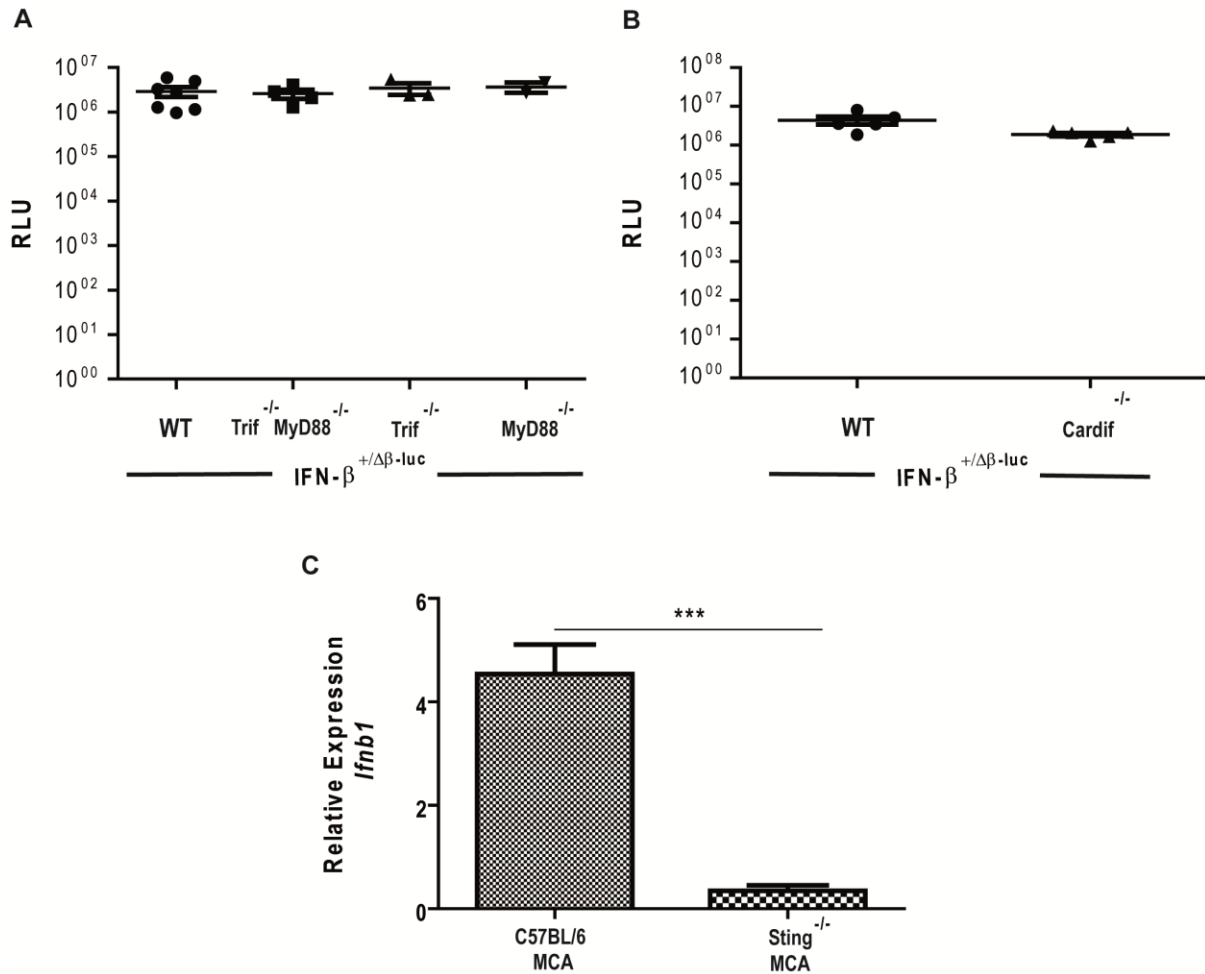 A
RLU
10^07
10^06
10^05
10^04
10^03
10^02
10^01
10^00
WT
Trif -/- MyD88 -/-
Trif -/-
MyD88 -/-
IFN-β +/Δβ-luc
B
RLU
10^08
10^07
10^06
10^05
10^04
10^03
10^02
10^01
10^00
WT
Cardif -/-
IFN-β +/Δβ-luc
C
Relative Expression
Ifnb1
6
4
2
0
***
C57BL/6
MCA
Sting -/-
MCA